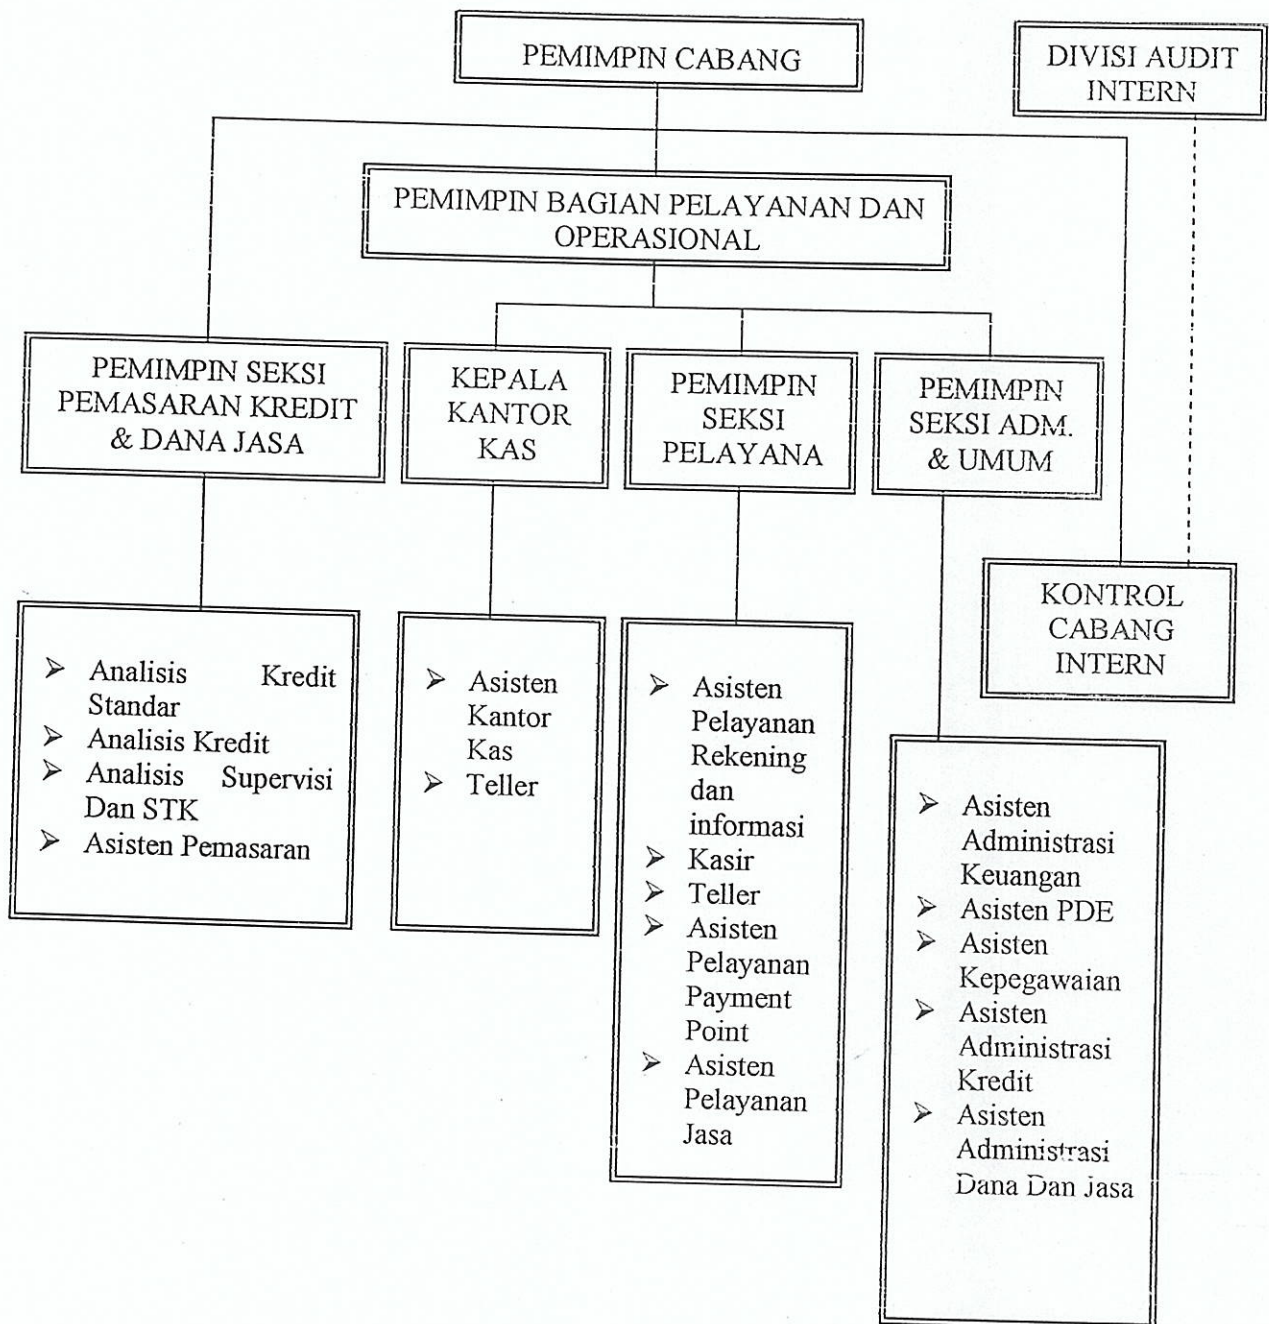 PEMIMPIN CABANG
DIVISI AUDIT
INTERN
PEMIMPIN BAGIAN PELAYANAN DAN
OPERASIONAL
PEMIMPIN SEKSI
PEMASARAN KREDIT
& DANA JASA
KEPALA
KANTOR
KAS
PEMIMPIN
SEKSI
PELAYANA
PEMIMPIN
SEKSI ADM.
& UMUM
KONTROL
CABANG
INTERN
➢ Analisis Kredit
Standar
➢ Analisis Kredit
➢ Analisis Supervisi
Dan STK
➢ Asisten Pemasaran
➢ Asisten
Kantor
Kas
➢ Teller
➢ Asisten
Pelayanan
Rekening
dan
informasi
➢ Kasir
➢ Teller
➢ Asisten
Pelayanan
Payment
Point
➢ Asisten
Pelayanan
Jasa
➢ Asisten
Administrasi
Keuangan
➢ Asisten PDE
➢ Asisten
Kepegawaian
➢ Asisten
Administrasi
Kredit
➢ Asisten
Administrasi
Dana Dan Jasa